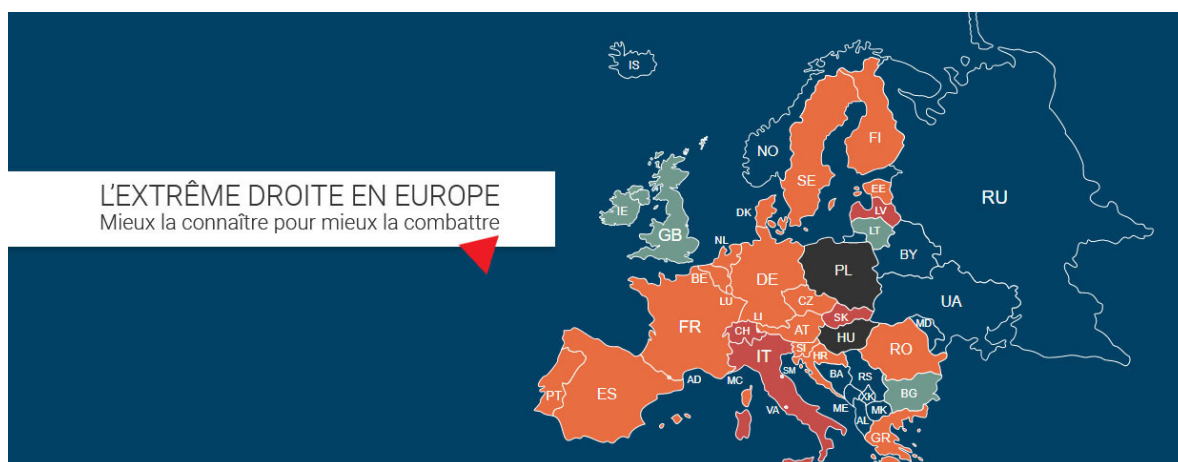 L'EXTRÊME DROITE EN EUROPE
Mieux la connaître pour mieux la combattre
IS
NO
SE
FI
RU
EE
LV
LT
DK
IE
GB
NL
BY
PL
DE
BE
LU
CZ
UA
SK
LI
AT
MD
FR
CH
HU
IT
SI
HR
RO
SM
BA
RS
AD
MC
XK
BG
PT
ES
VA
ME
MK
AL
GR